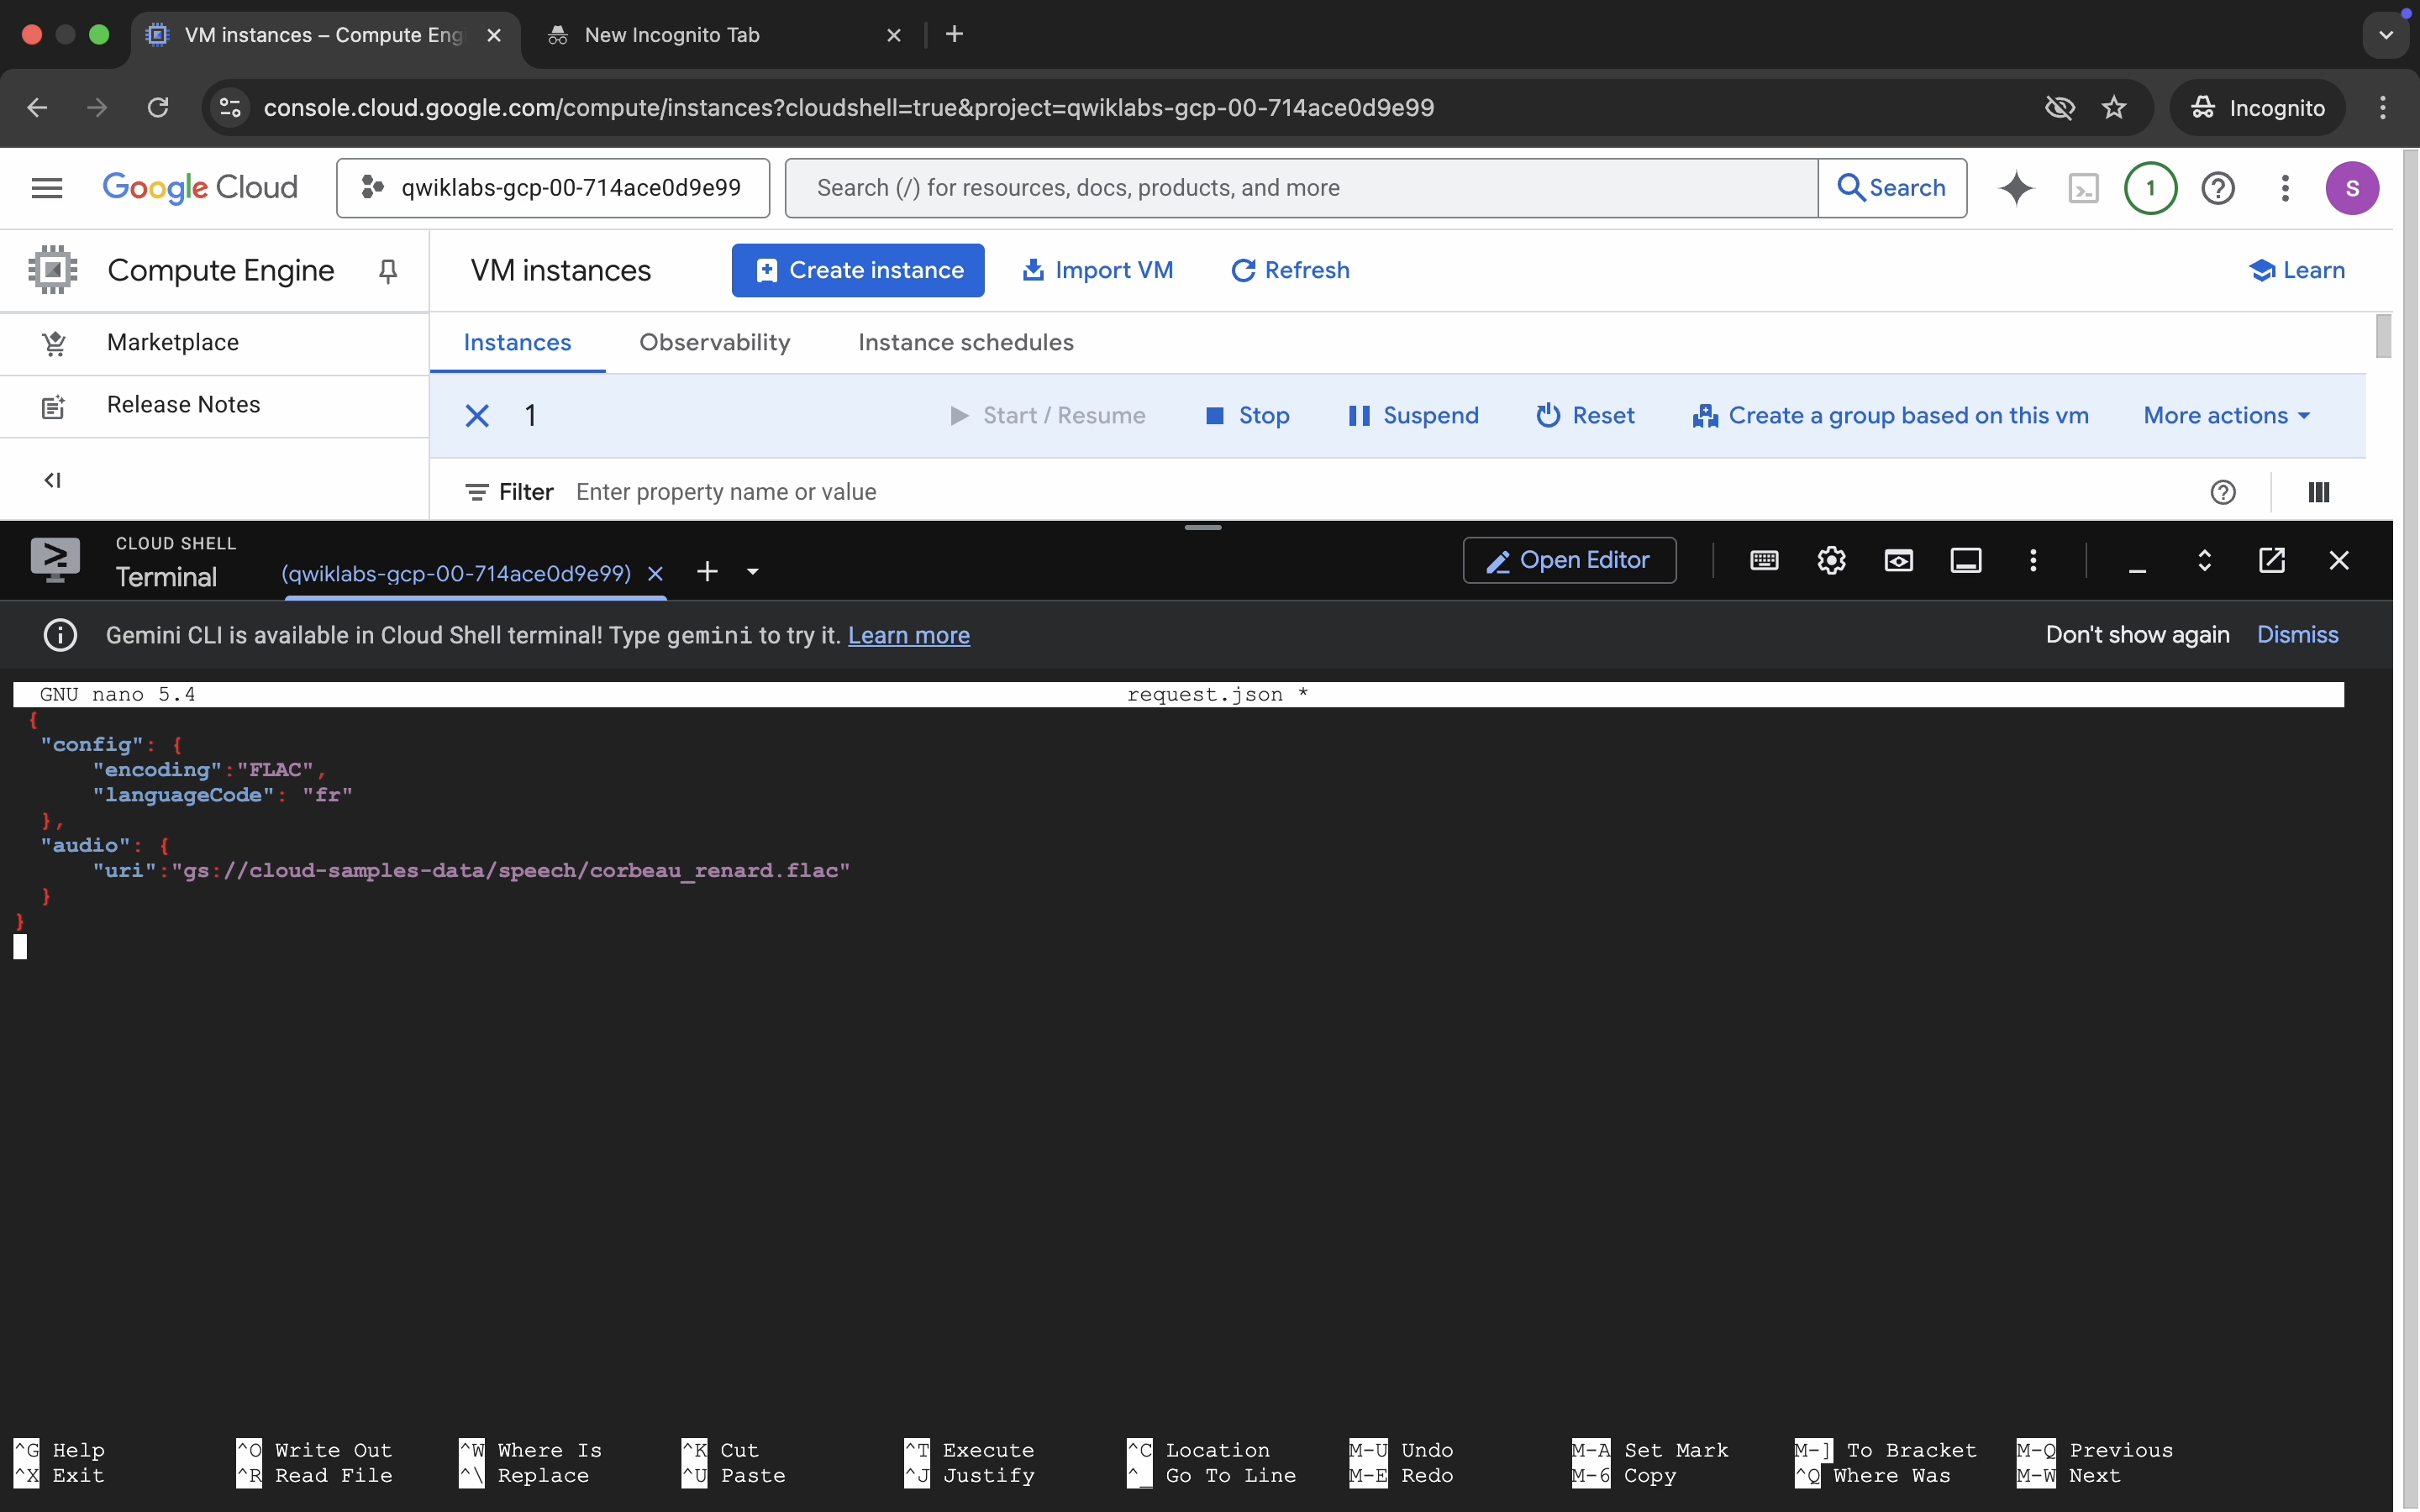 VM instances – Compute Eng
New Incognito Tab
console.cloud.google.com/compute/instances?cloudshell=true&project=qwiklabs-gcp-00-714ace0d9e99
Incognito
Google Cloud
qwiklabs-gcp-00-714ace0d9e99
Search (/) for resources, docs, products, and more
Search
1
S
Compute Engine
VM instances
Create instance
Import VM
Refresh
Learn
Marketplace
Release Notes
Instances
Observability
Instance schedules
1
Start / Resume
Stop
Suspend
Reset
Create a group based on this vm
More actions
Filter Enter property name or value
CLOUD SHELL
Terminal
(qwiklabs-gcp-00-714ace0d9e99)
Open Editor
Gemini CLI is available in Cloud Shell terminal! Type gemini to try it. Learn more
Don't show again
Dismiss
GNU nano 5.4 request.json *
{
"config": {
"encoding":"FLAC",
"languageCode": "fr"
},
"audio": {
"uri":"gs://cloud-samples-data/speech/corbeau_renard.flac"
}
}
^G Help ^O Write Out ^W Where Is ^K Cut ^T Execute ^C Location M-U Undo M-A Set Mark M-] To Bracket M-Q Previous
^X Exit ^R Read File ^\ Replace ^U Paste ^J Justify ^_ Go To Line M-E Redo M-6 Copy ^Q Where Was M-W Next